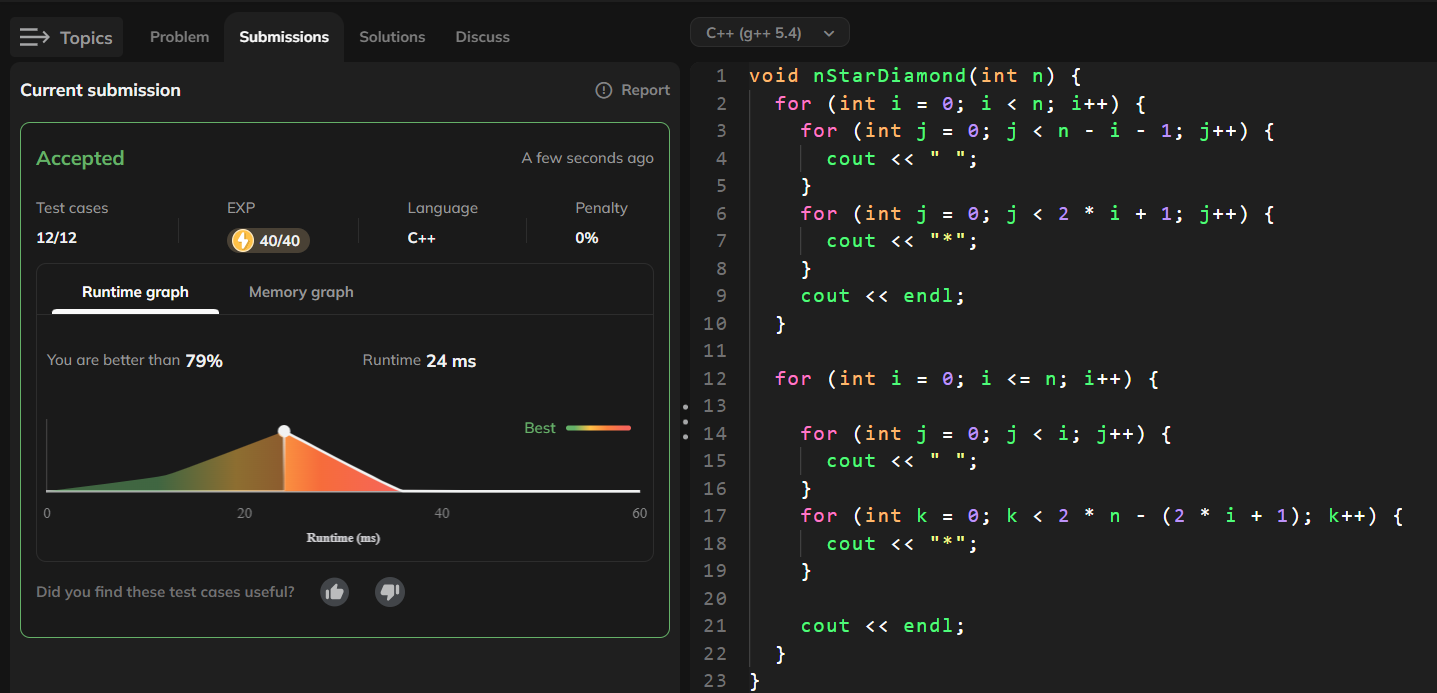 Topics Problem Submissions Solutions Discuss
Current submission Report
Accepted A few seconds ago
Test cases EXP Language Penalty
12/12 40/40 C++ 0%
Runtime graph Memory graph
You are better than 79% Runtime 24 ms
Best
0 20 40 60
Runtime (ms)
Did you find these test cases useful?
C++ (g++ 5.4)
1 void nStarDiamond(int n) {
2 for (int i = 0; i < n; i++) {
3 for (int j = 0; j < n - i - 1; j++) {
4 cout << " ";
5 }
6 for (int j = 0; j < 2 * i + 1; j++) {
7 cout << "*";
8 }
9 cout << endl;
10 }
11
12 for (int i = 0; i <= n; i++) {
13
14 for (int j = 0; j < i; j++) {
15 cout << " ";
16 }
17 for (int k = 0; k < 2 * n - (2 * i + 1); k++) {
18 cout << "*";
19 }
20
21 cout << endl;
22 }
23 }